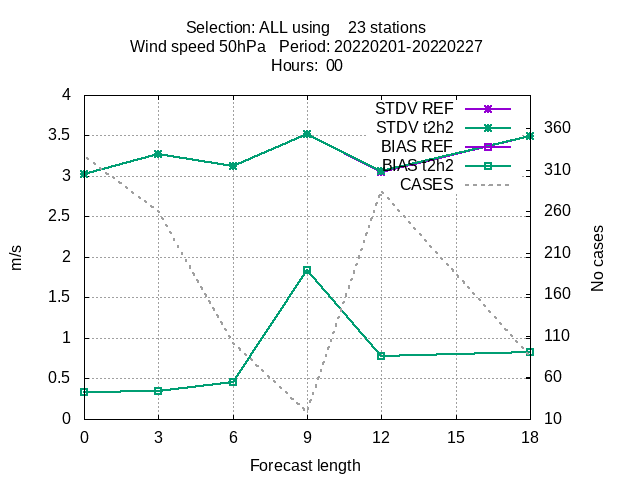 Selection: ALL using 23 stations
Wind speed 50hPa Period: 20220201-20220227
Hours: 00
STDV REF
STDV t2h2
BIAS REF
BIAS t2h2
CASES
4
3.5
3
2.5
2
1.5
1
0.5
0
360
310
260
210
160
110
60
10
m/s
No cases
0 3 6 9 12 15 18
Forecast length